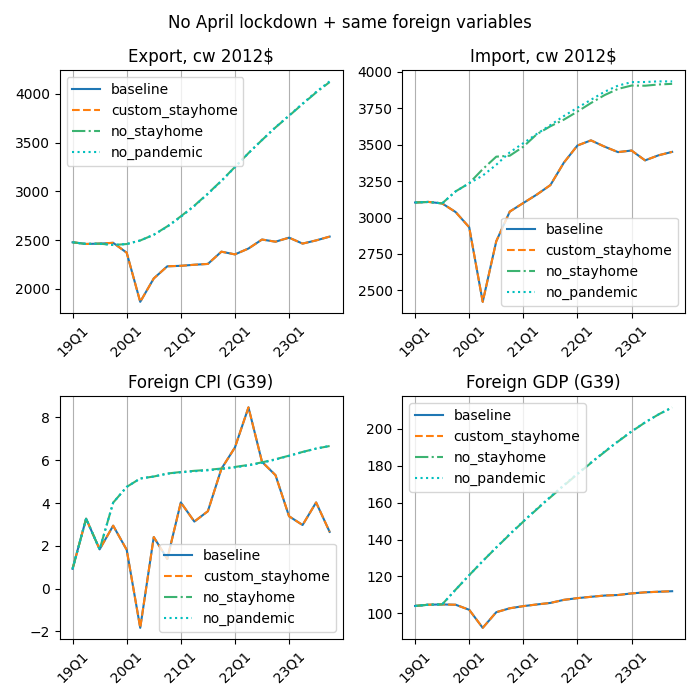 No April lockdown + same foreign variables
Export, cw 2012$
4000
3500
3000
2500
2000
baseline
custom_stayhome
no_stayhome
no_pandemic
19Q1
20Q1
21Q1
22Q1
23Q1
Import, cw 2012$
4000
3750
3500
3250
3000
2750
2500
baseline
custom_stayhome
no_stayhome
no_pandemic
19Q1
20Q1
21Q1
22Q1
23Q1
Foreign CPI (G39)
8
6
4
2
0
−2
baseline
custom_stayhome
no_stayhome
no_pandemic
19Q1
20Q1
21Q1
22Q1
23Q1
Foreign GDP (G39)
200
180
160
140
120
100
baseline
custom_stayhome
no_stayhome
no_pandemic
19Q1
20Q1
21Q1
22Q1
23Q1